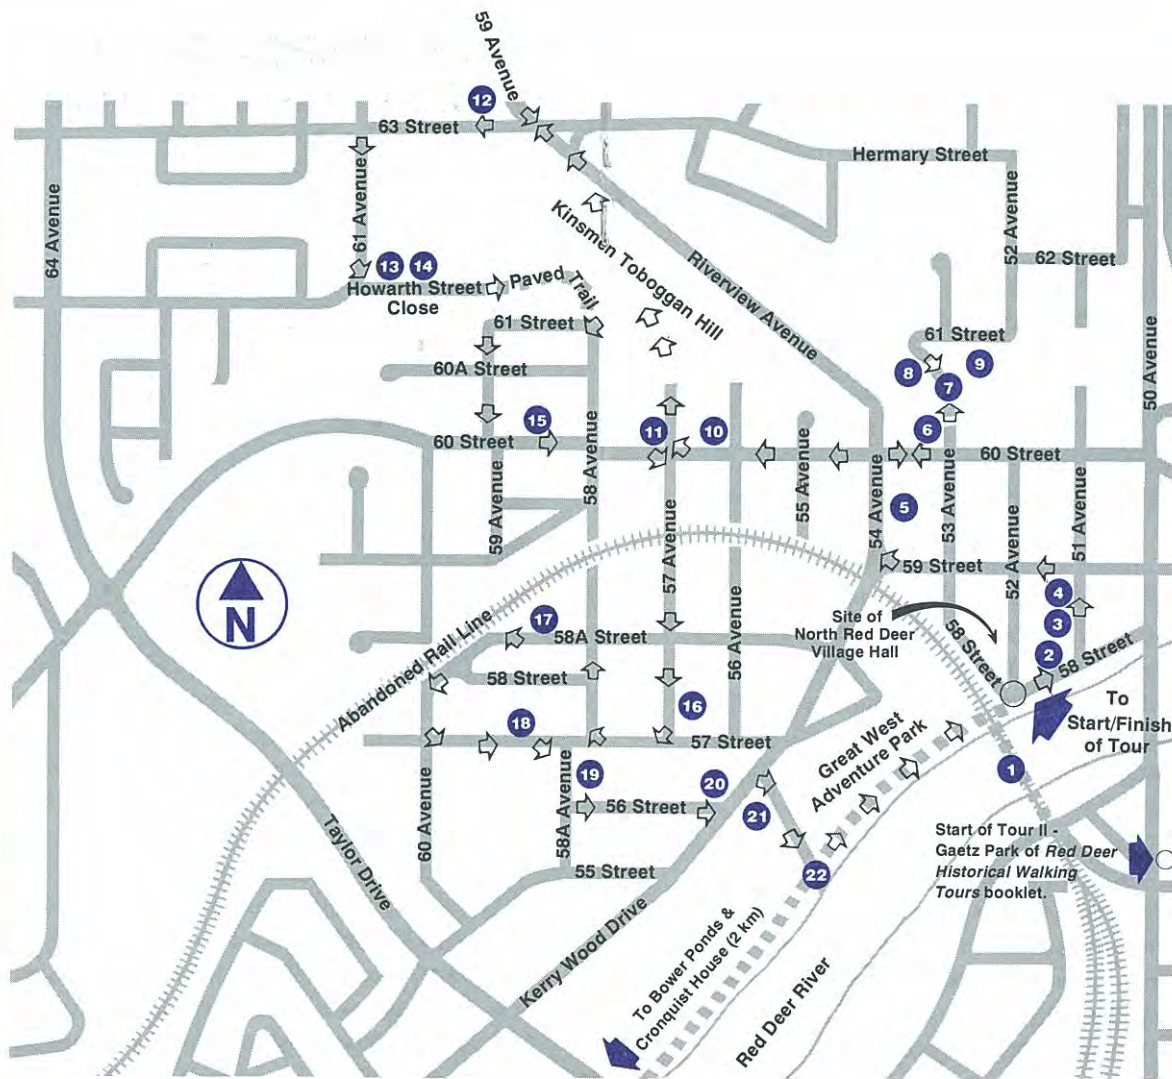 59 Avenue
12
63 Street
Hermary Street
64 Avenue
61 Avenue
52 Avenue
Kinsmen Toboggan Hill
62 Street
13
14
Howarth Street
Close
Paved Trail
Riverview Avenue
61 Street
61 Street
60A Street
8
9
7
50 Avenue
15
60 Street
11
10
6
60 Street
58 Avenue
59 Avenue
55 Avenue
54 Avenue
5
53 Avenue
52 Avenue
51 Avenue
57 Avenue
56 Avenue
59 Street
N
Abandoned Rail Line
17
58A Street
Site of
North Red Deer
Village Hall
4
3
2
58 Street
58 Street
58 Street
16
18
57 Street
To
Start/Finish
of Tour
Great West
Adventure Park
1
19
20
56 Street
21
58A Avenue
60 Avenue
Taylor Drive
55 Street
22
Start of Tour II -
Gaetz Park of Red Deer
Historical Walking
Tours booklet.
Kerry Wood Drive
To Bower Ponds &
Cronquist House (2 km)
Red Deer River